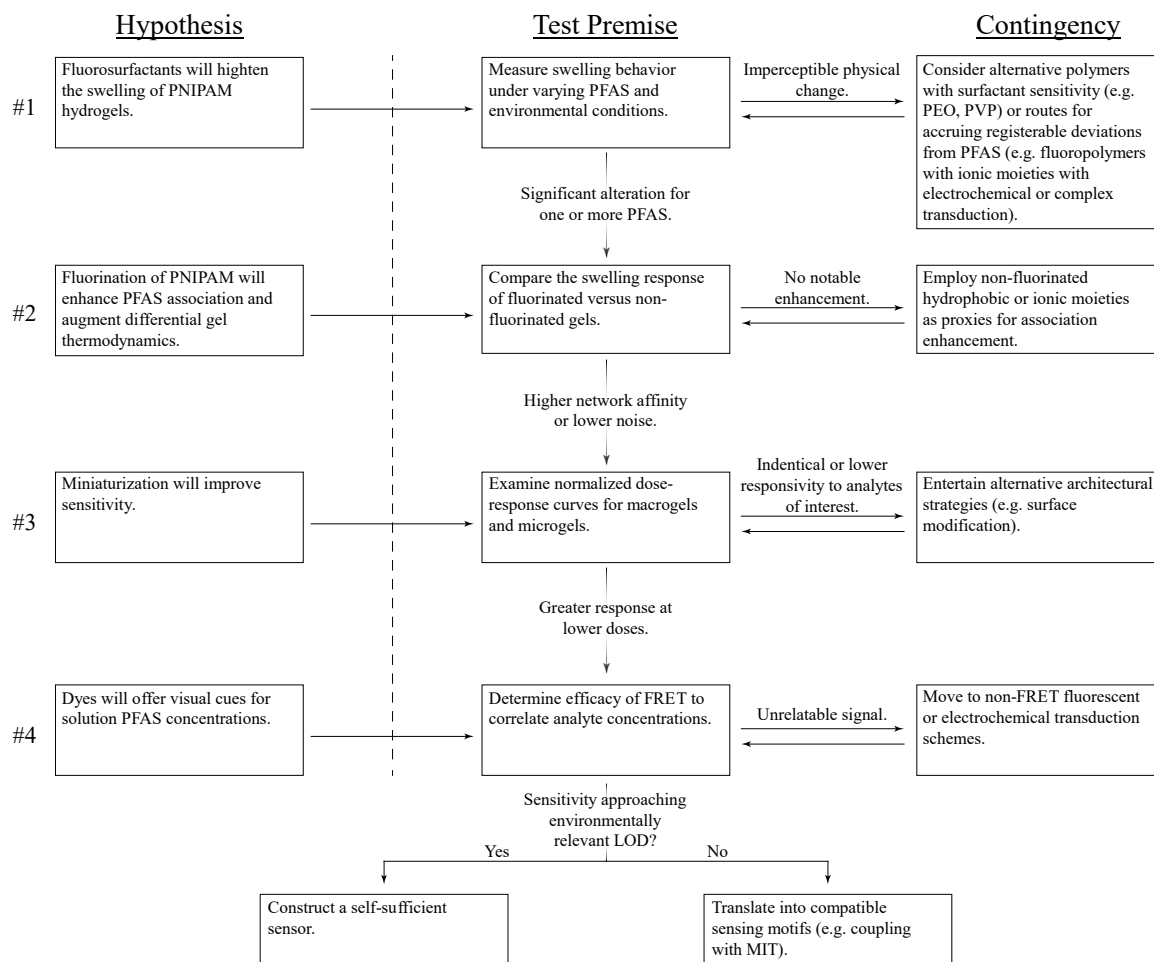 Hypothesis
Test Premise
Contingency
#1
Fluorosurfactants will highten
the swelling of PNIPAM
hydrogels.
Measure swelling behavior
under varying PFAS and
environmental conditions.
Imperceptible physical
change.
Consider alternative polymers
with surfactant sensitivity (e.g.
PEO, PVP) or routes for
accruing registerable deviations
from PFAS (e.g. fluoropolymers
with ionic moieties with
electrochemical or complex
transduction).
Significant alteration for
one or more PFAS.
#2
Fluorination of PNIPAM will
enhance PFAS association and
augment differential gel
thermodynamics.
Compare the swelling response
of fluorinated versus non-
fluorinated gels.
No notable
enhancement.
Employ non-fluorinated
hydrophobic or ionic moieties
as proxies for association
enhancement.
Higher network affinity
or lower noise.
#3
Miniaturization will improve
sensitivity.
Examine normalized dose-
response curves for macrogels
and microgels.
Indentical or lower
responsivity to analytes
of interest.
Entertain alternative architectural
strategies (e.g. surface
modification).
Greater response at
lower doses.
#4
Dyes will offer visual cues for
solution PFAS concentrations.
Determine efficacy of FRET to
correlate analyte concentrations.
Unrelatable signal.
Move to non-FRET fluorescent
or electrochemical transduction
schemes.
Sensitivity approaching
environmentally
relevant LOD?
Yes
No
Construct a self-sufficient
sensor.
Translate into compatible
sensing motifs (e.g. coupling
with MIT).